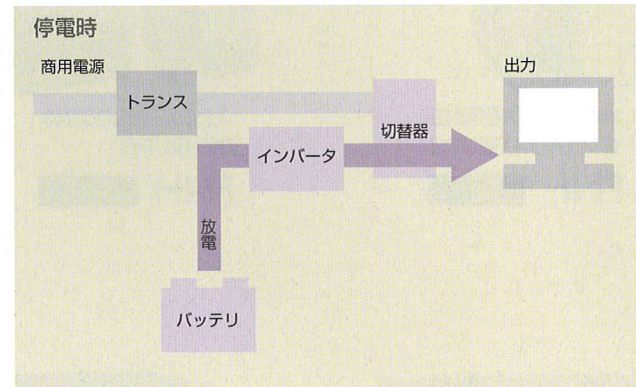 停電時
商用電源
出力
トランス
切替器
インバータ
放電
バッテリ